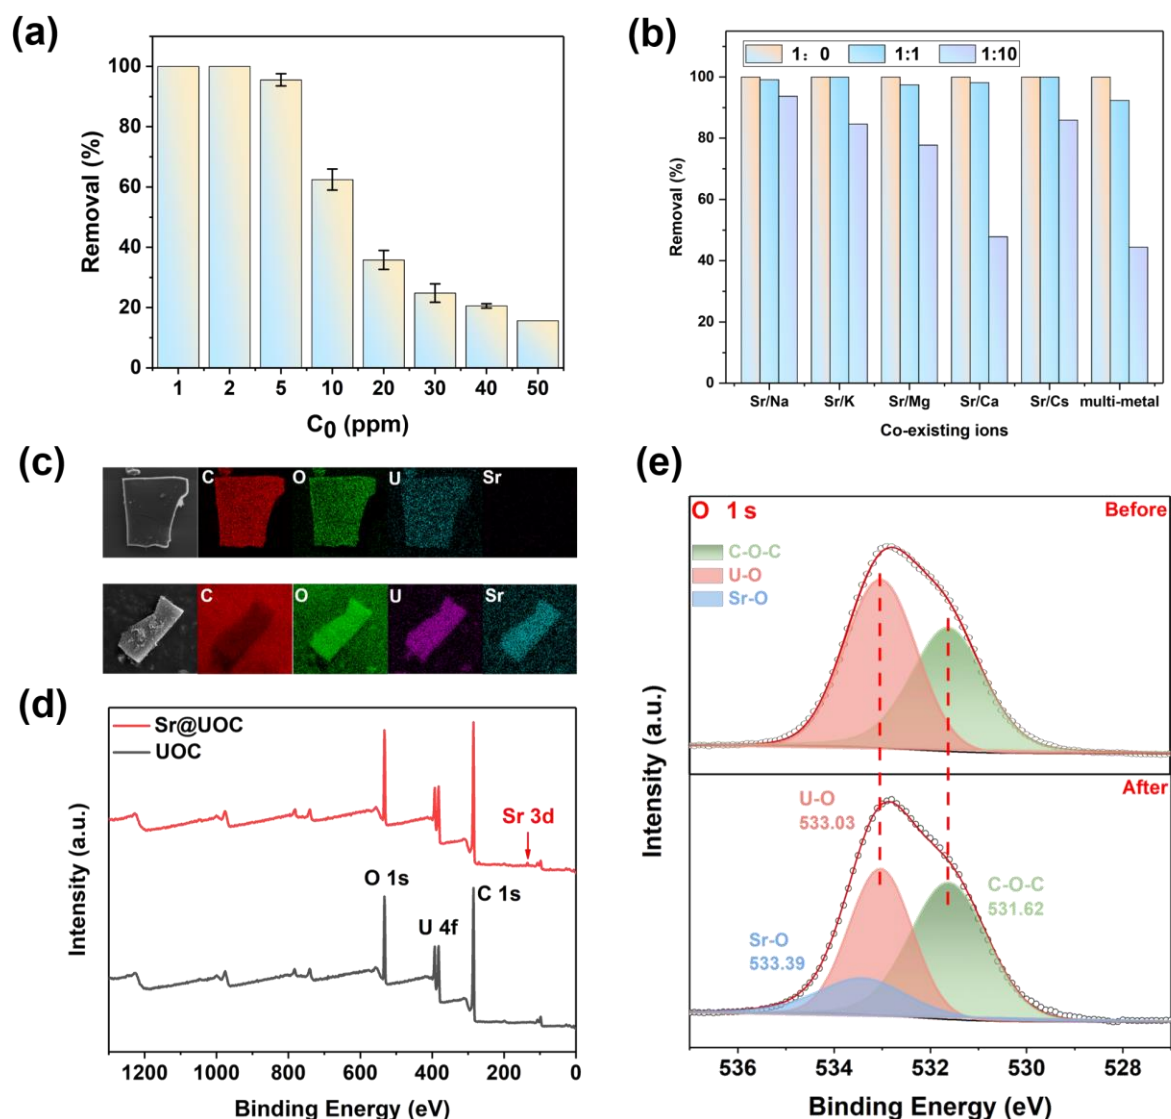 (a)
Removal (%)
100
80
60
40
20
0
1 2 5 10 20 30 40 50
C0 (ppm)
(b)
1: 0 1:1 1:10
Removal (%)
100
80
60
40
20
0
Sr/Na Sr/K Sr/Mg Sr/Ca Sr/Cs multi-metal
Co-existing ions
(c)
C O U Sr
C O U Sr
(d)
Sr@UOC
UOC
Sr 3d
O 1s
U 4f
C 1s
Intensity (a.u.)
1200 1000 800 600 400 200 0
Binding Energy (eV)
(e)
O 1 s
Before
C-O-C
U-O
Sr-O
Intensity (a.u.)
After
U-O
533.03
C-O-C
531.62
Sr-O
533.39
Intensity (a.u.)
536 534 532 530 528
Binding Energy (eV)